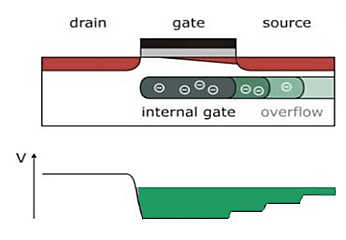 drain gate source
⊖ ⊖ ⊖ ⊖ ⊖ ⊖ ⊖
internal gate overflow
V